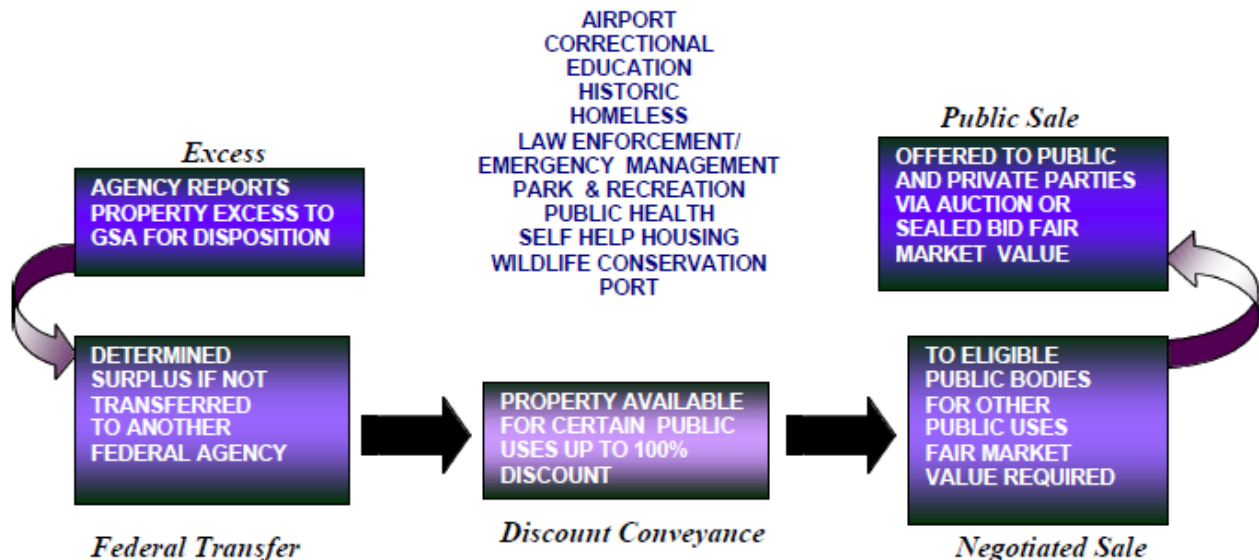 Excess
AGENCY REPORTS
PROPERTY EXCESS TO
GSA FOR DISPOSITION
DETERMINED
SURPLUS IF NOT
TRANSFERRED
TO ANOTHER
FEDERAL AGENCY
Federal Transfer
AIRPORT
CORRECTIONAL
EDUCATION
HISTORIC
HOMELESS
LAW ENFORCEMENT/
EMERGENCY MANAGEMENT
PARK & RECREATION
PUBLIC HEALTH
SELF HELP HOUSING
WILDLIFE CONSERVATION
PORT
PROPERTY AVAILABLE
FOR CERTAIN PUBLIC
USES UP TO 100%
DISCOUNT
Discount Conveyance
TO ELIGIBLE
PUBLIC BODIES
FOR OTHER
PUBLIC USES
FAIR MARKET
VALUE REQUIRED
Negotiated Sale
Public Sale
OFFERED TO PUBLIC
AND PRIVATE PARTIES
VIA AUCTION OR
SEALED BID FAIR
MARKET VALUE